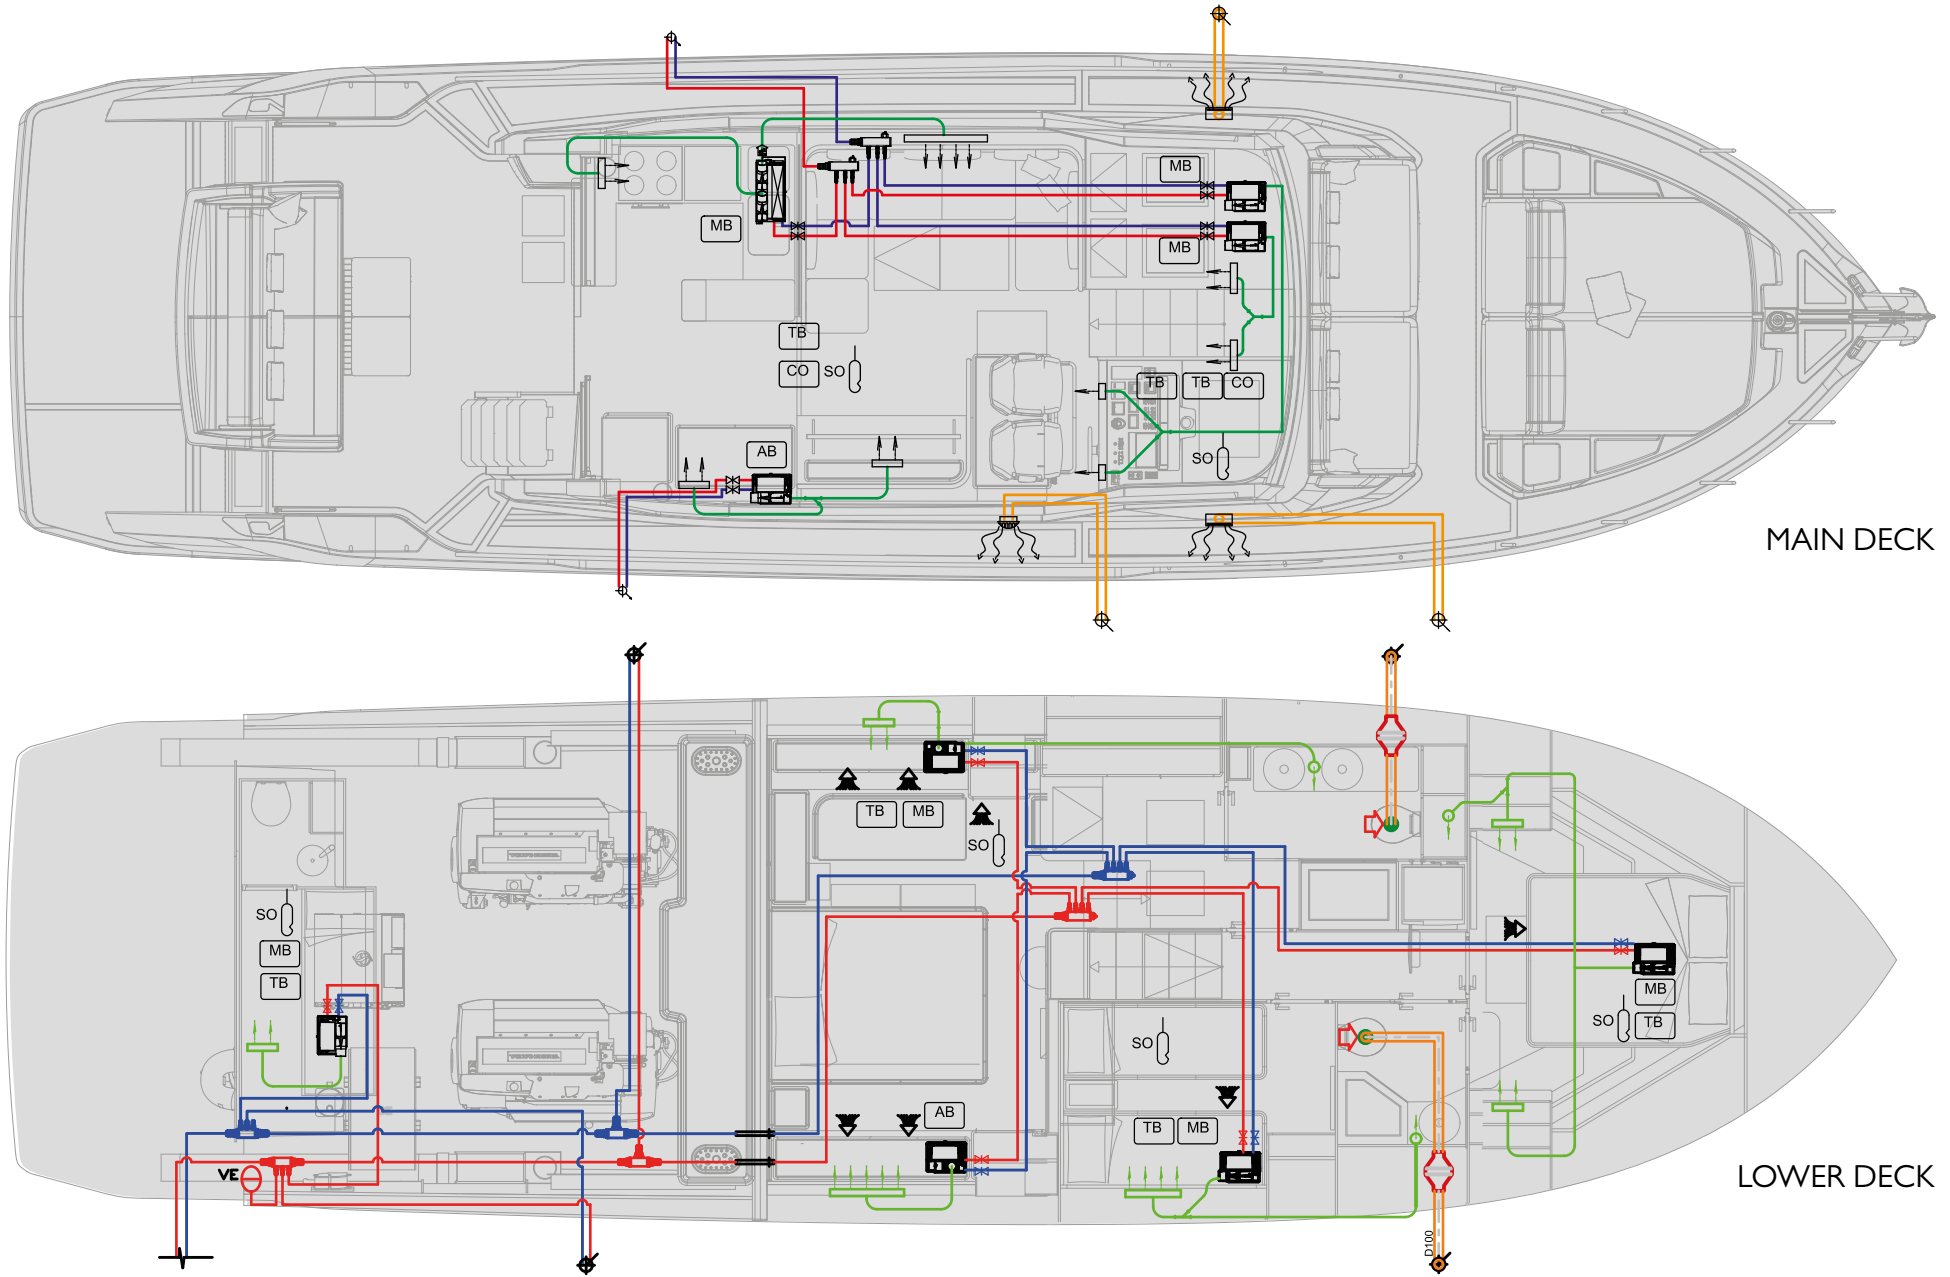 MB
MB
MB
TB
CO SO
TB TB CO
AB
SO
MAIN DECK
TB MB
SO
SO
MB
TB
MB
SO TB
SO
AB
TB MB
VE
LOWER DECK
D100